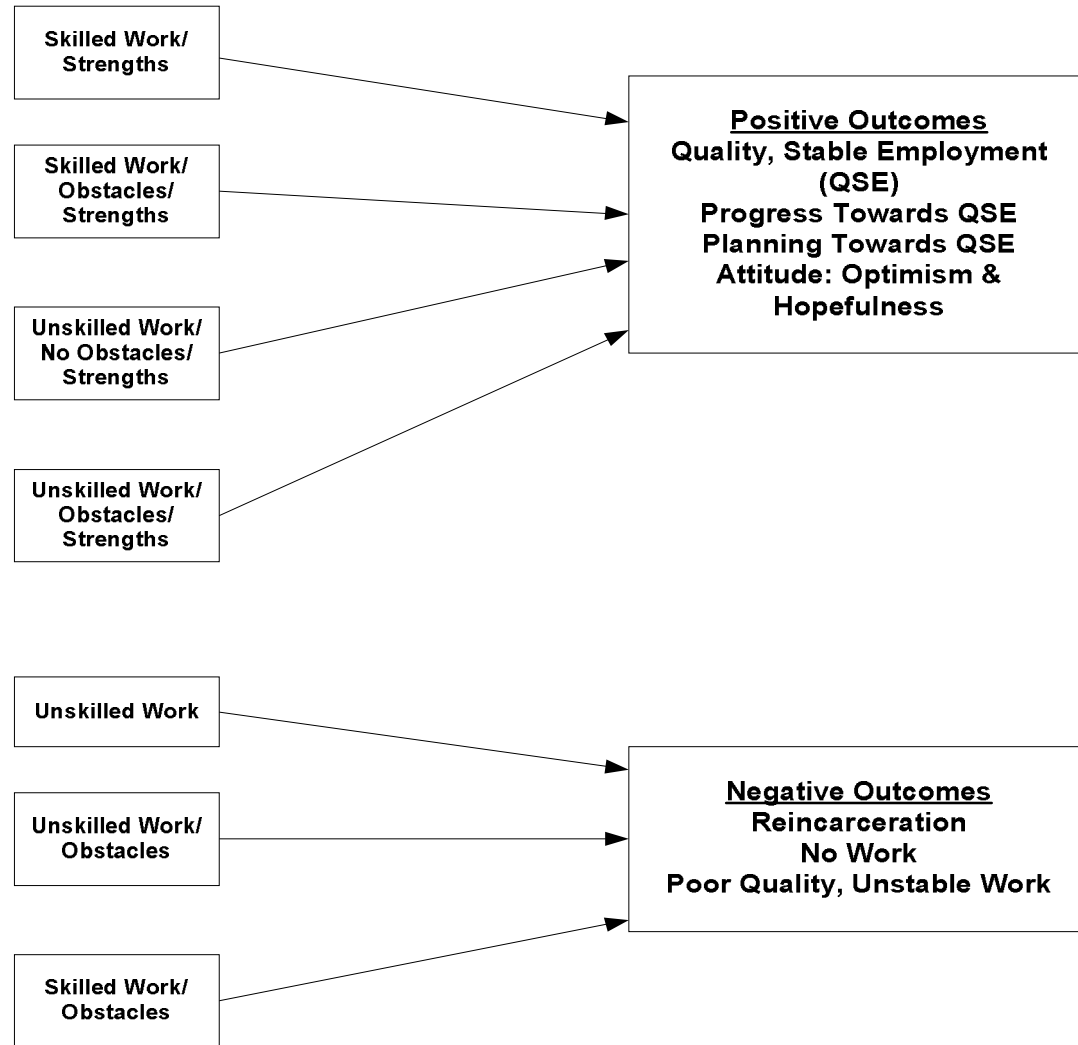 Skilled Work/
Strengths
Skilled Work/
Obstacles/
Strengths
Unskilled Work/
No Obstacles/
Strengths
Unskilled Work/
Obstacles/
Strengths
Positive Outcomes
Quality, Stable Employment
(QSE)
Progress Towards QSE
Planning Towards QSE
Attitude: Optimism &
Hopefulness
Unskilled Work
Unskilled Work/
Obstacles
Skilled Work/
Obstacles
Negative Outcomes
Reincarceration
No Work
Poor Quality, Unstable Work